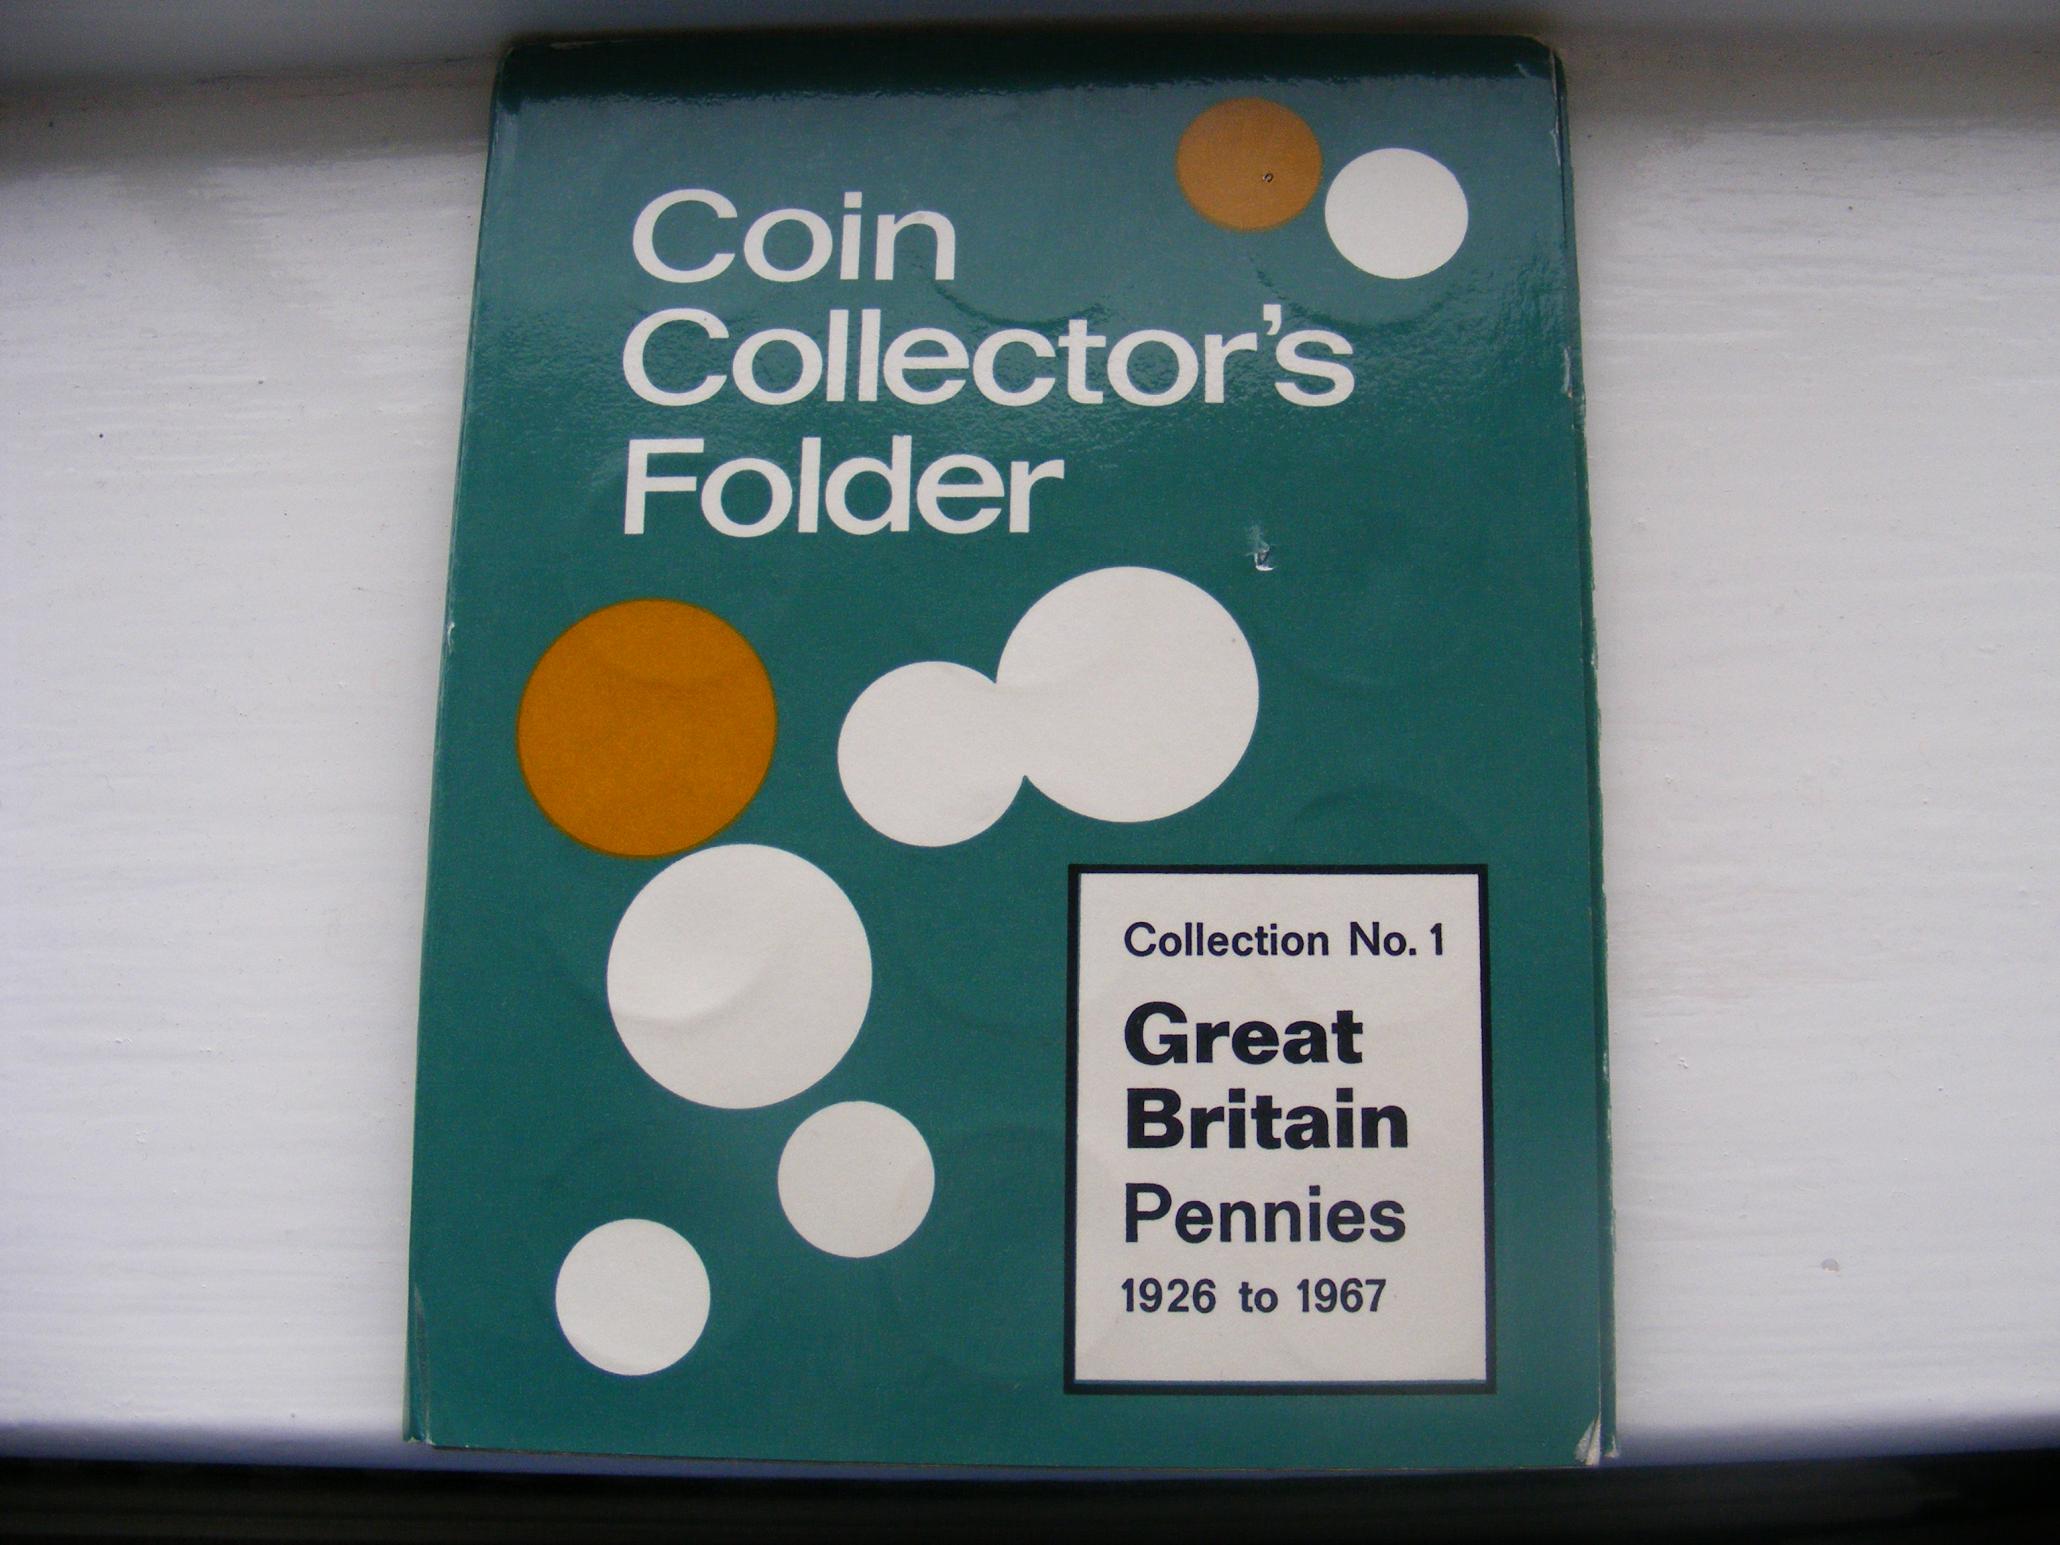 Coin
Collector's
Folder
Collection No. 1
Great
Britain
Pennies
1926 to 1967